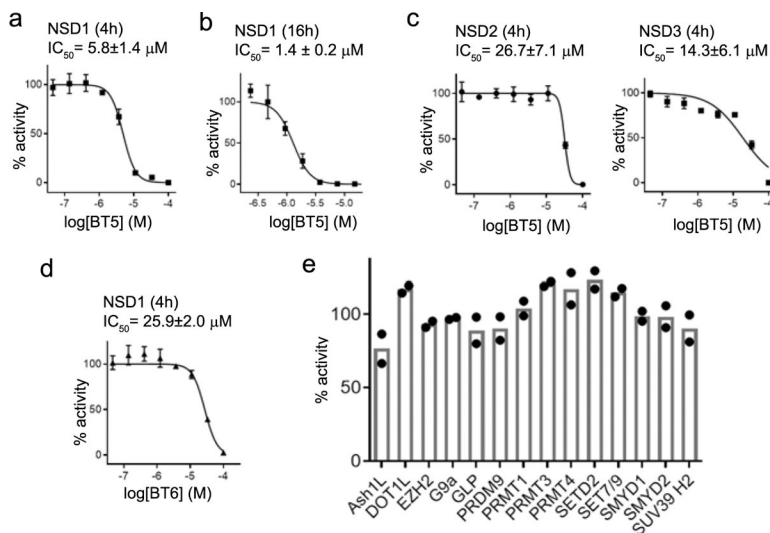 a
NSD1 (4h)
IC50= 5.8±1.4 μM
% activity
100
50
0
-7 -6 -5 -4
log[BT5] (M)
b
NSD1 (16h)
IC50= 1.4 ± 0.2 μM
% activity
100
50
0
-6.5 -6.0 -5.5 -5.0
log[BT5] (M)
c
NSD2 (4h)
IC50= 26.7±7.1 μM
% activity
100
50
0
-7 -6 -5 -4
log[BT5] (M)
NSD3 (4h)
IC50= 14.3±6.1 μM
100
50
0
-7 -6 -5 -4
log[BT5] (M)
d
NSD1 (4h)
IC50= 25.9±2.0 μM
% activity
100
50
0
-7 -6 -5 -4
log[BT6] (M)
e
% activity
100
50
0
Ash1L
DOT1L
EZH2
G9a
GLP
PRDM9
PRMT1
PRMT3
PRMT4
SETD2
SET7/9
SMYD1
SMYD2
SUV39 H2